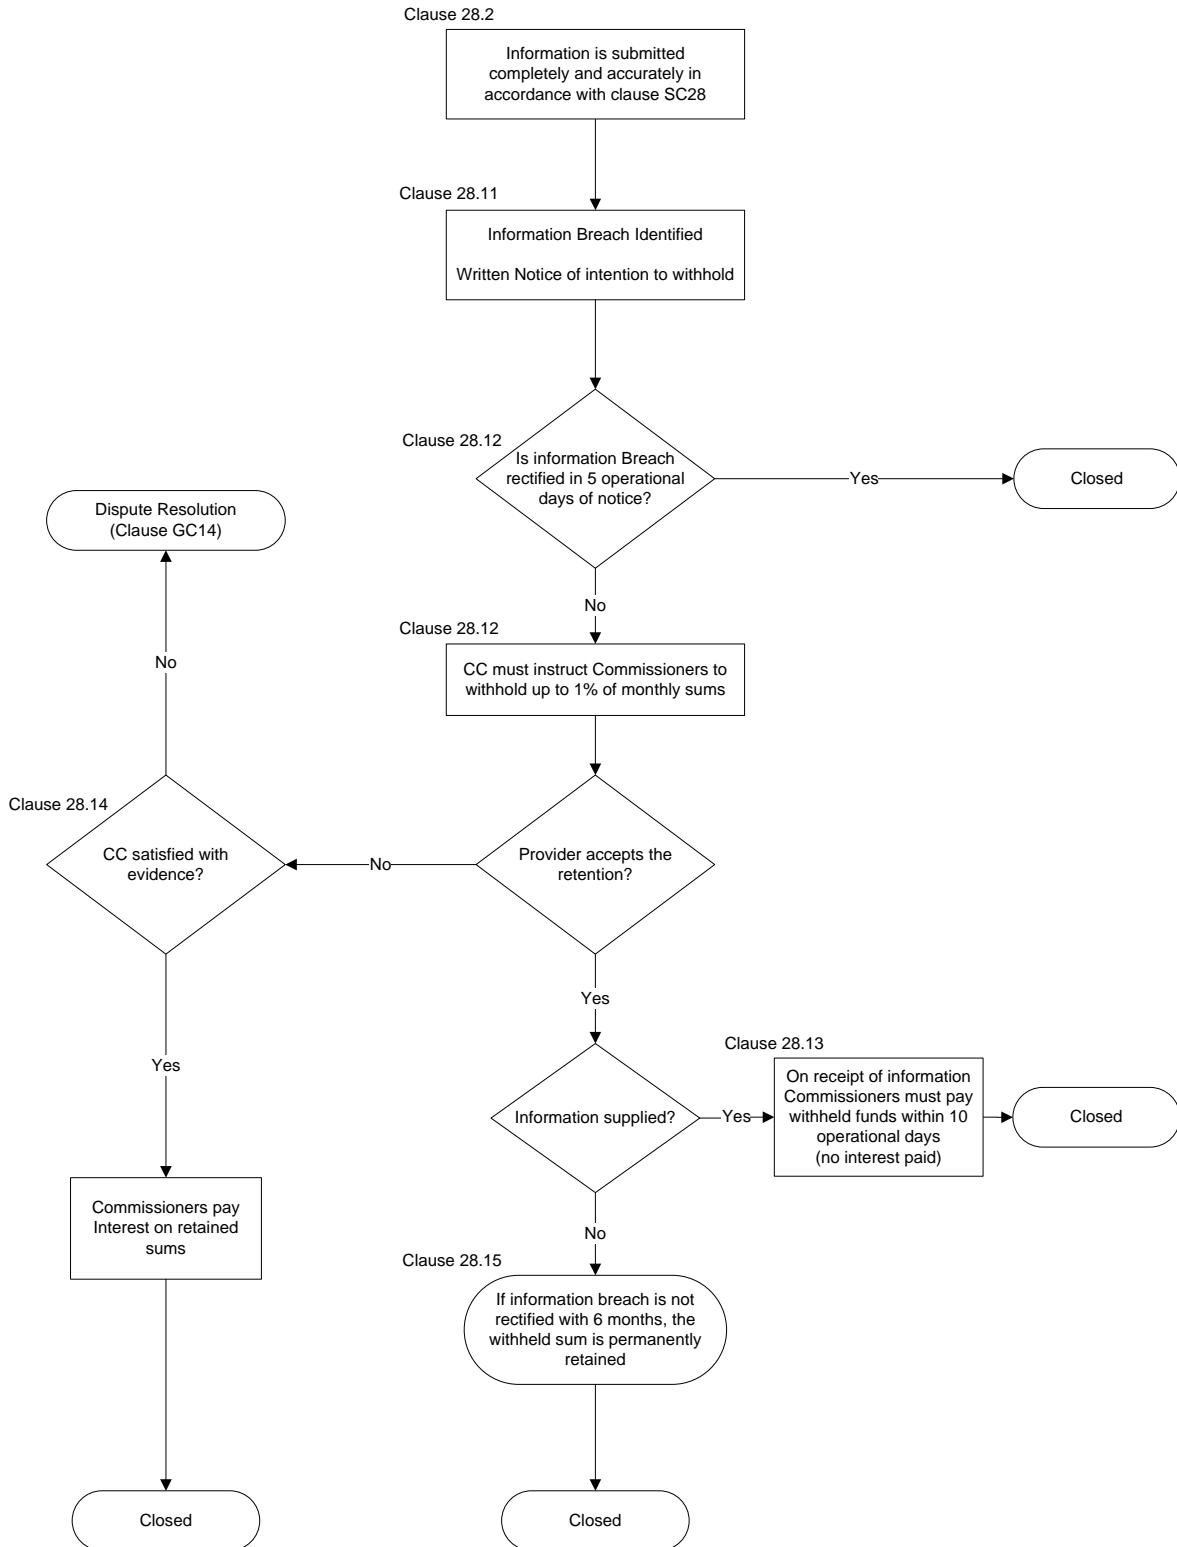 Clause 28.2
Information is submitted
completely and accurately in
accordance with clause SC28
Clause 28.11
Information Breach Identified
Written Notice of intention to withhold
Clause 28.12
Is information Breach
rectified in 5 operational
days of notice?
Yes
Closed
Dispute Resolution
(Clause GC14)
No
Clause 28.12
CC must instruct Commissioners to
withhold up to 1% of monthly sums
No
Clause 28.14
CC satisfied with
evidence?
No
Provider accepts the
retention?
Yes
Yes
Clause 28.13
Information supplied?
Yes
On receipt of information
Commissioners must pay
withheld funds within 10
operational days
(no interest paid)
Closed
Commissioners pay
Interest on retained
sums
No
Clause 28.15
If information breach is not
rectified with 6 months, the
withheld sum is permanently
retained
Closed
Closed